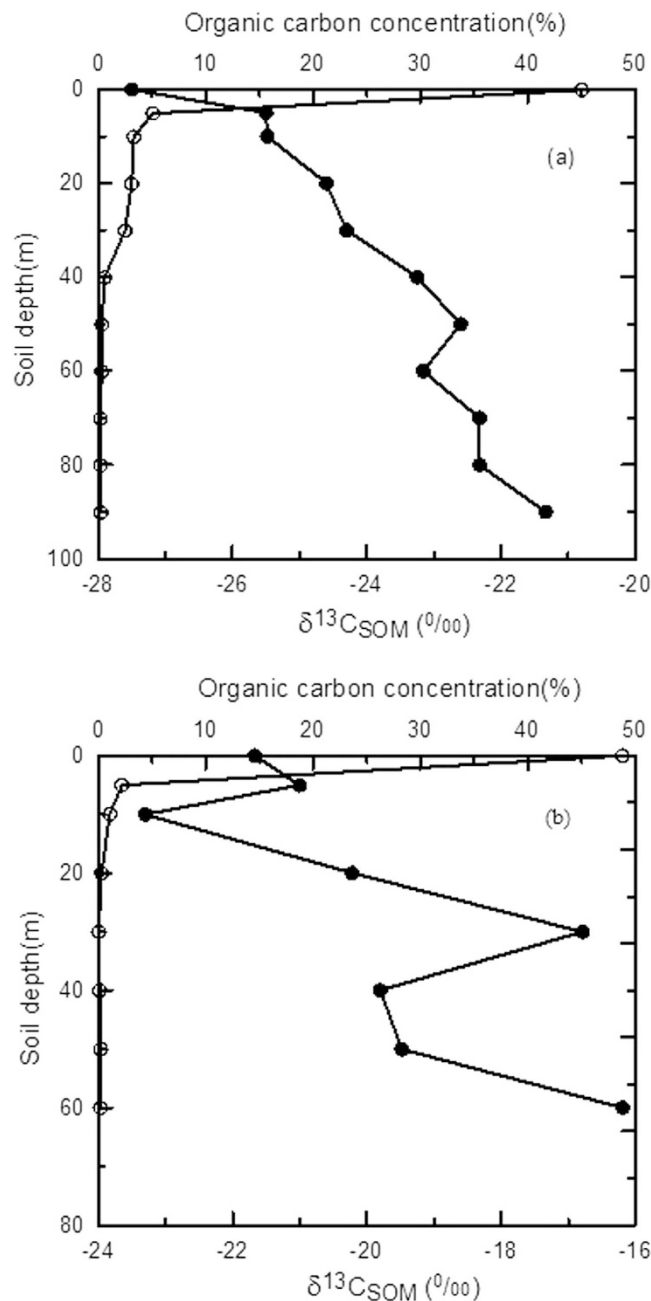 Organic carbon concentration(%)
0 10 20 30 40 50
0
20
40
60
80
100
Soil depth(m)
(a)
-28 -26 -24 -22 -20
δ13CSOM (0/00)
Organic carbon concentration(%)
0 10 20 30 40 50
0
20
40
60
80
Soil depth(m)
(b)
-24 -22 -20 -18 -16
δ13CSOM (0/00)